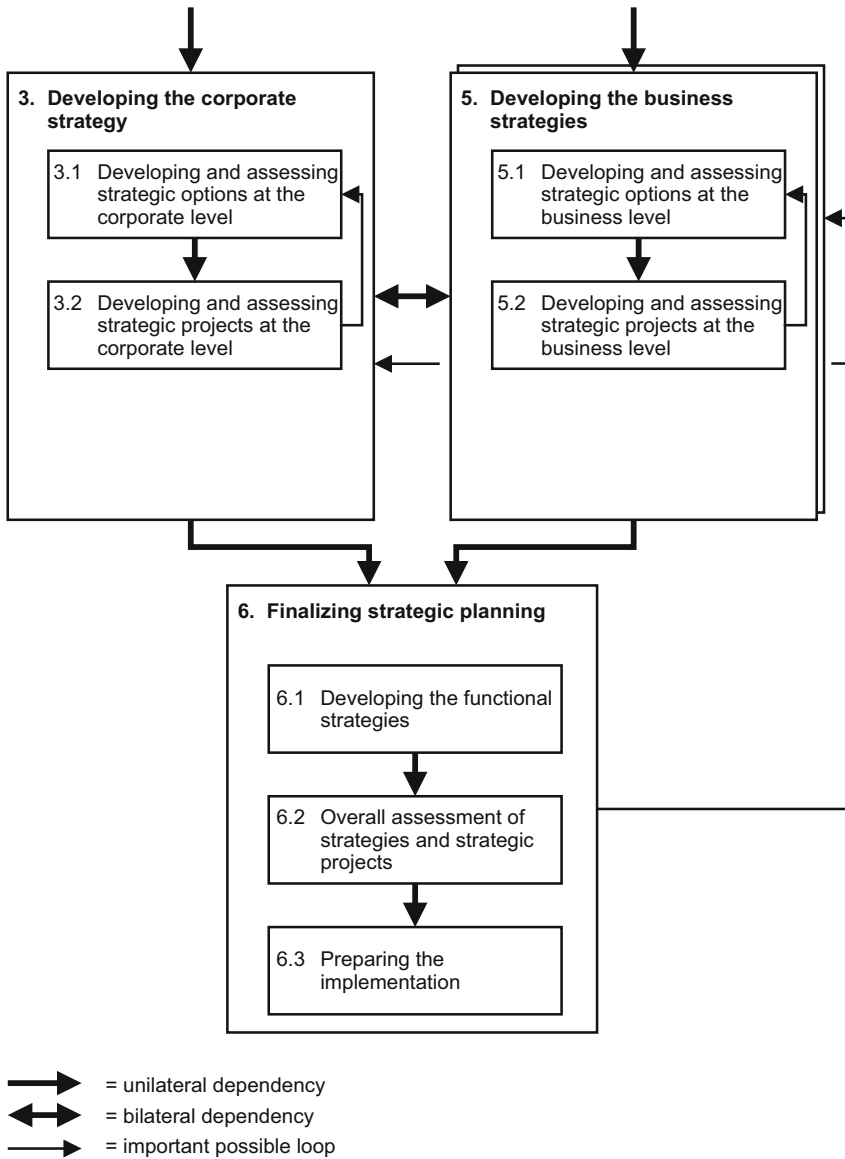 3. Developing the corporate
strategy
3.1 Developing and assessing
strategic options at the
corporate level
3.2 Developing and assessing
strategic projects at the
corporate level
5. Developing the business
strategies
5.1 Developing and assessing
strategic options at the
business level
5.2 Developing and assessing
strategic projects at the
business level
6. Finalizing strategic planning
6.1 Developing the functional
strategies
6.2 Overall assessment of
strategies and strategic
projects
6.3 Preparing the
implementation
= unilateral dependency
= bilateral dependency
= important possible loop